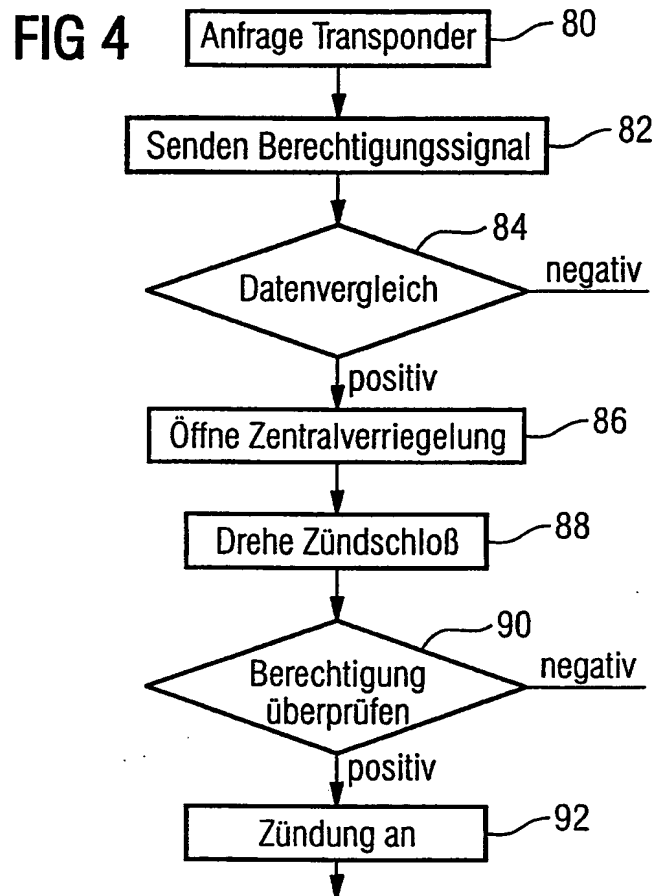 FIG 4
Anfrage Transponder
80
Senden Berechtigungssignal
82
84
Datenvergleich
negativ
positiv
Öffne Zentralverriegelung
86
Drehe Zündschloß
88
90
Berechtigung
überprüfen
negativ
positiv
Zündung an
92